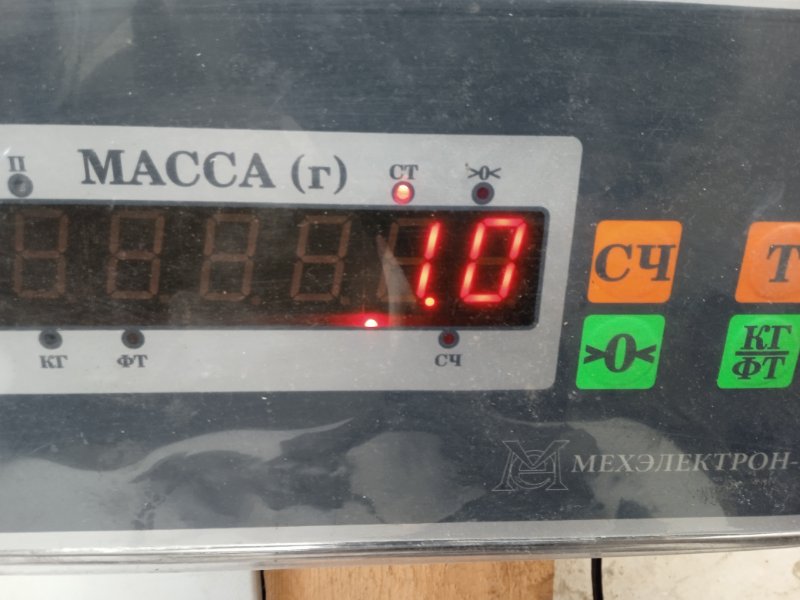 П МАССА (г) СТ >0<
1.0
КГ ФТ СЧ
СЧ Т
>0< КГ/ФТ
МЕХЭЛЕКТРОН-